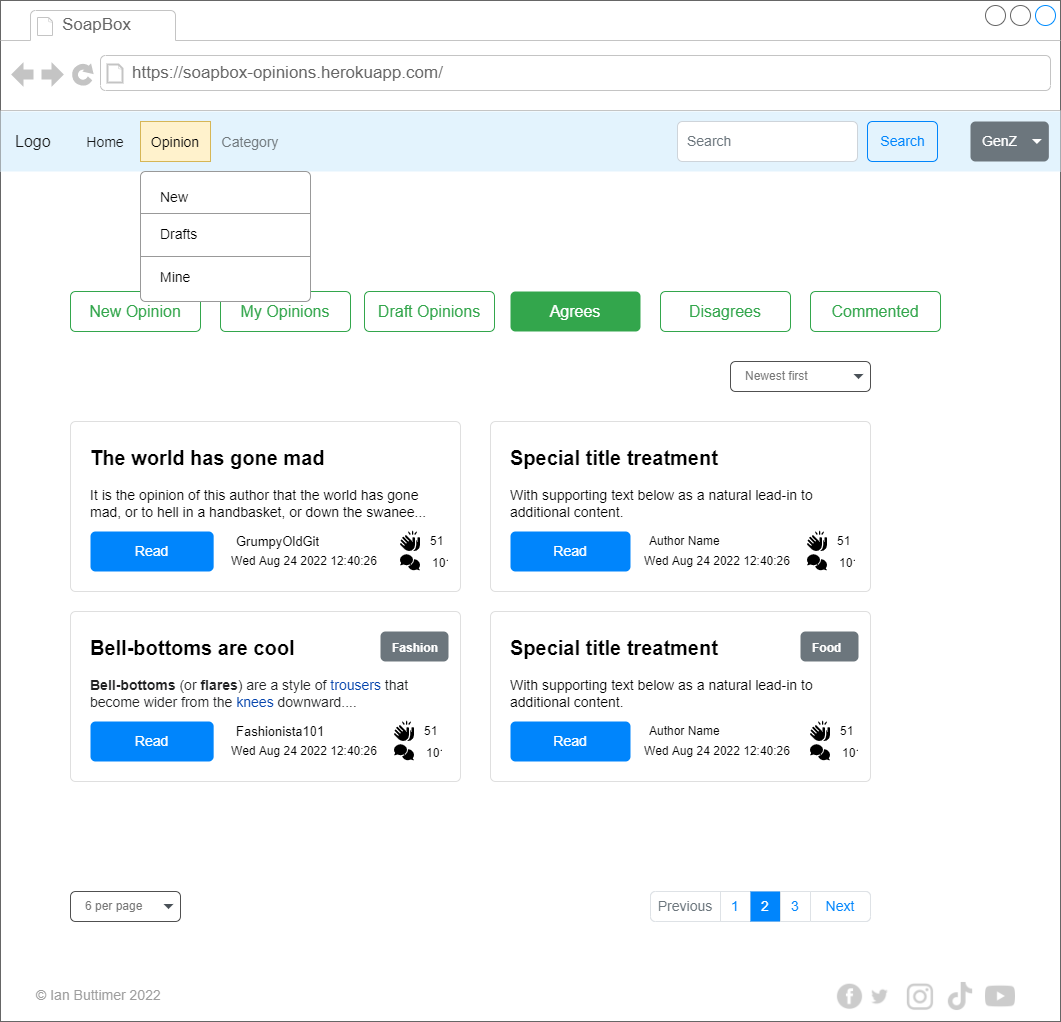 SoapBox
https://soapbox-opinions.herokuapp.com/
Logo Home Opinion Category Search Search GenZ
New
Drafts
Mine
New Opinion My Opinions Draft Opinions Agrees Disagrees Commented
Newest first
The world has gone mad
It is the opinion of this author that the world has gone
mad, or to hell in a handbasket, or down the swanee...
Read
GrumpyOldGit
51
Wed Aug 24 2022 12:40:26
10
Special title treatment
With supporting text below as a natural lead-in to
additional content.
Read
Author Name
51
Wed Aug 24 2022 12:40:26
10
Bell-bottoms are cool
Fashion
Bell-bottoms (or flares) are a style of trousers that
become wider from the knees downward....
Read
Fashionista101
51
Wed Aug 24 2022 12:40:26
10
Special title treatment
Food
With supporting text below as a natural lead-in to
additional content.
Read
Author Name
51
Wed Aug 24 2022 12:40:26
10
6 per page
Previous 1 2 3 Next
© Ian Buttimer 2022